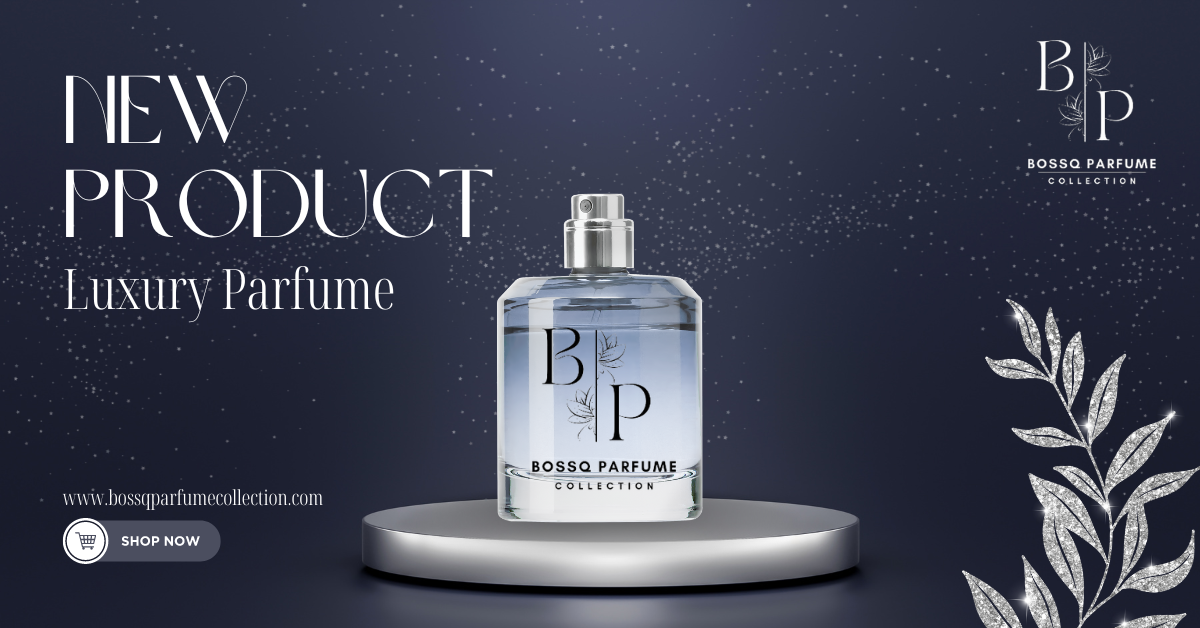 NEW
PRODUCT
Luxury Parfume
www.bossqparfumecollection.com
SHOP NOW
B P
BOSSQ PARFUME
COLLECTION
B P
BOSSQ PARFUME
COLLECTION